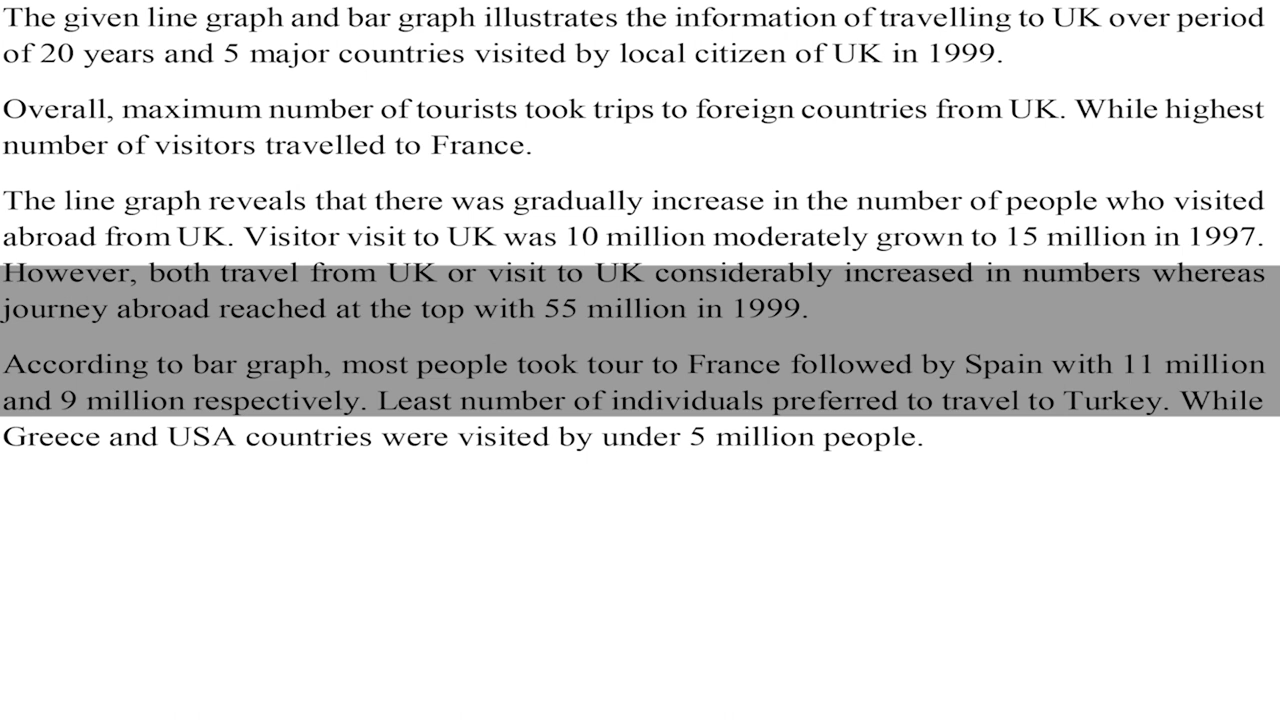 The given line graph and bar graph illustrates the information of travelling to UK over period
of 20 years and 5 major countries visited by local citizen of UK in 1999.
Overall, maximum number of tourists took trips to foreign countries from UK. While highest
number of visitors travelled to France.
The line graph reveals that there was gradually increase in the number of people who visited
abroad from UK. Visitor visit to UK was 10 million moderately grown to 15 million in 1997.
However, both travel from UK or visit to UK considerably increased in numbers whereas
journey abroad reached at the top with 55 million in 1999.
According to bar graph, most people took tour to France followed by Spain with 11 million
and 9 million respectively. Least number of individuals preferred to travel to Turkey. While
Greece and USA countries were visited by under 5 million people.